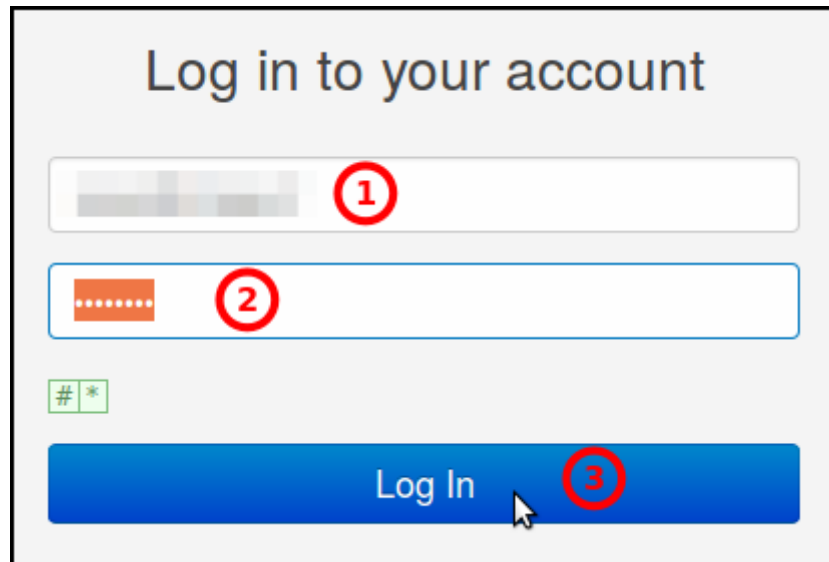 Log in to your account
1
•••••••• 2
# *
Log In 3